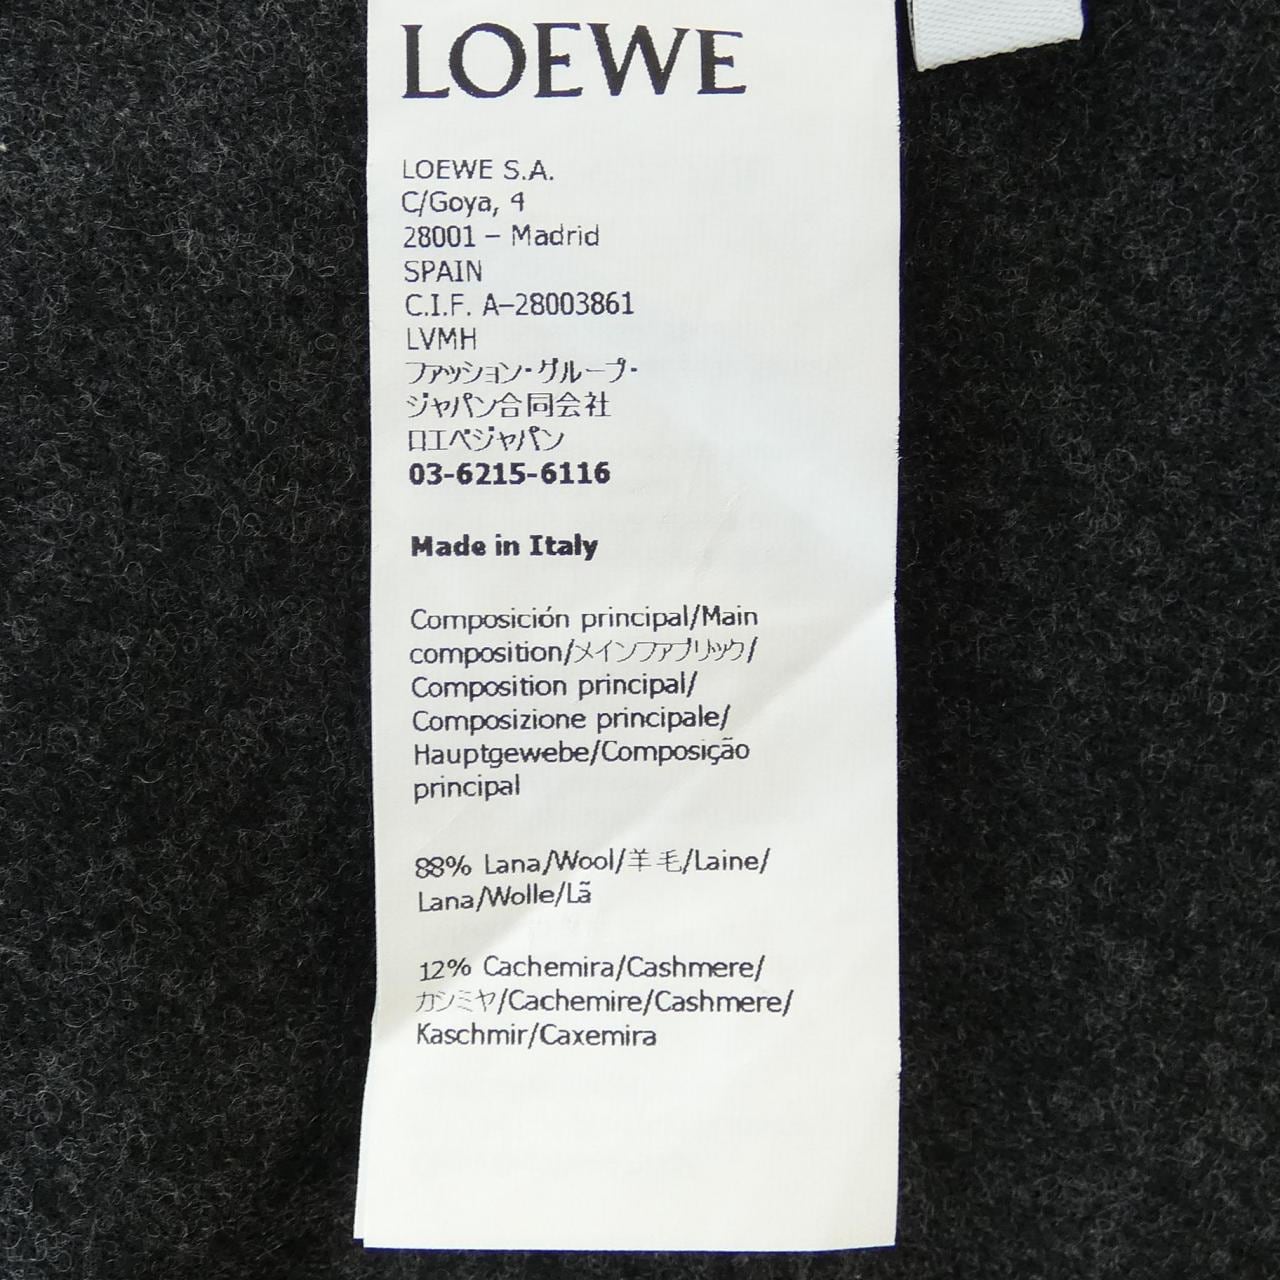 LOEWE
LOEWE S.A.
C/Goya, 4
28001 – Madrid
SPAIN
C.I.F. A–28003861
LVMH
ファッション・グループ・
ジャパン合同会社
ロエベジャパン
03-6215-6116
Made in Italy
Composición principal/Main
composition/メインファブリック/
Composition principal/
Composizione principale/
Hauptgewebe/Composição
principal
88% Lana/Wool/羊毛/Laine/
Lana/Wolle/Lã
12% Cachemira/Cashmere/
カシミヤ/Cachemire/Cashmere/
Kaschmir/Caxemira